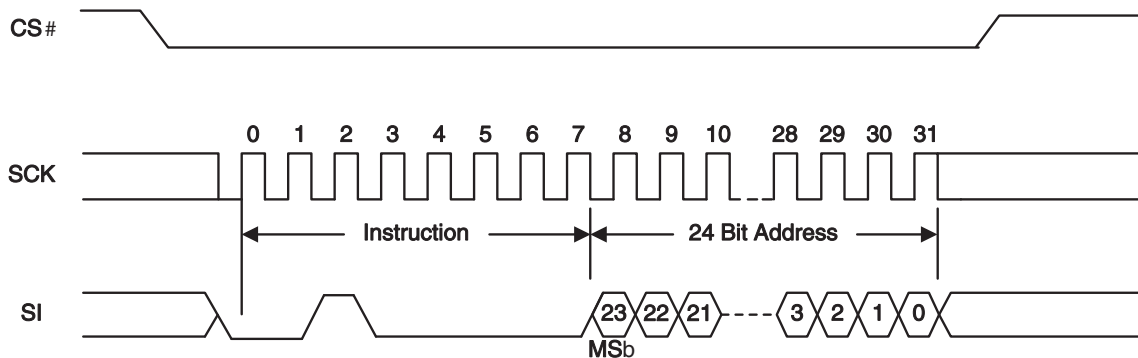 CS#
0 1 2 3 4 5 6 7 8 9 10 28 29 30 31
SCK
Instruction 24 Bit Address
SI 23 22 21 3 2 1 0
MSb